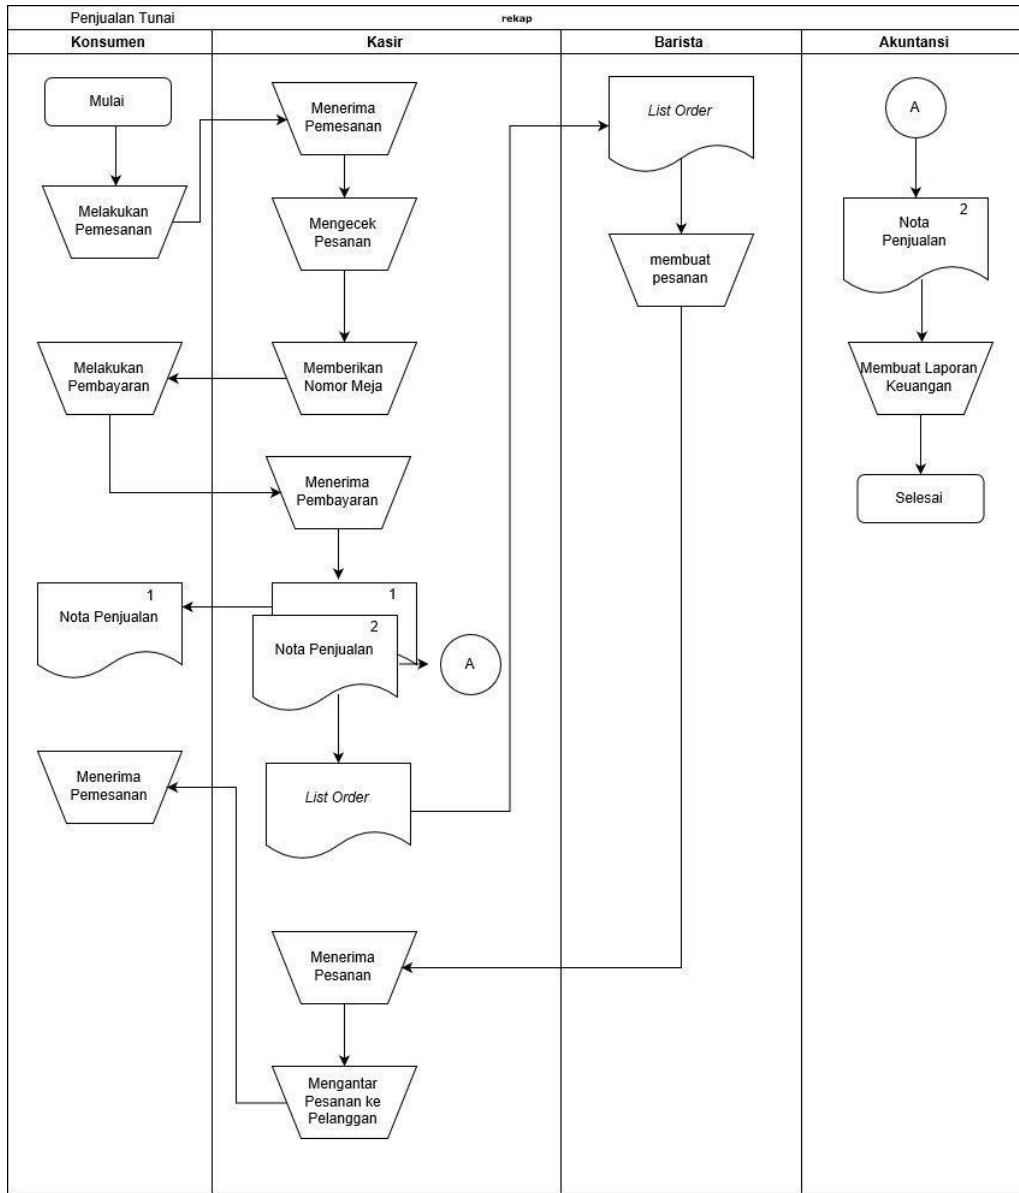 Penjualan Tunai
rekap
Konsumen
Kasir
Barista
Akuntansi
Mulai
Melakukan
Pemesanan
Menerima
Pemesanan
Mengecek
Pesanan
Memberikan
Nomor Meja
Melakukan
Pembayaran
Menerima
Pembayaran
1
Nota Penjualan
1
2
Nota Penjualan
A
List Order
Menerima
Pemesanan
Menerima
Pesanan
Mengantar
Pesanan ke
Pelanggan
List Order
membuat
pesanan
A
2
Nota
Penjualan
Membuat Laporan
Keuangan
Selesai